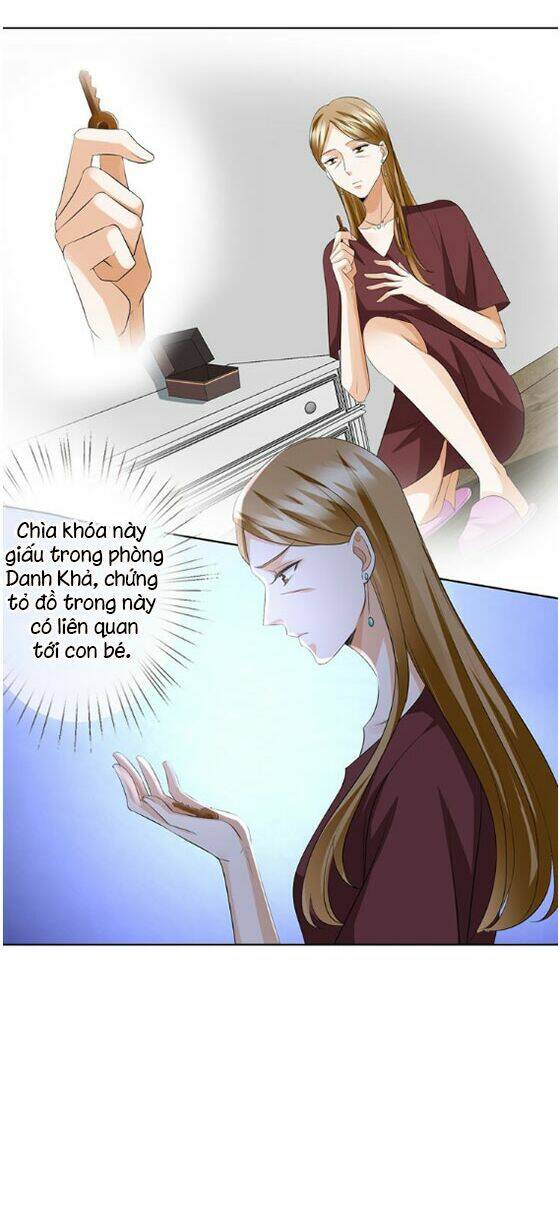 Chìa khóa này
giấu trong phòng
Danh Khả, chứng
tỏ đồ trong này
có liên quan
tới con bé.